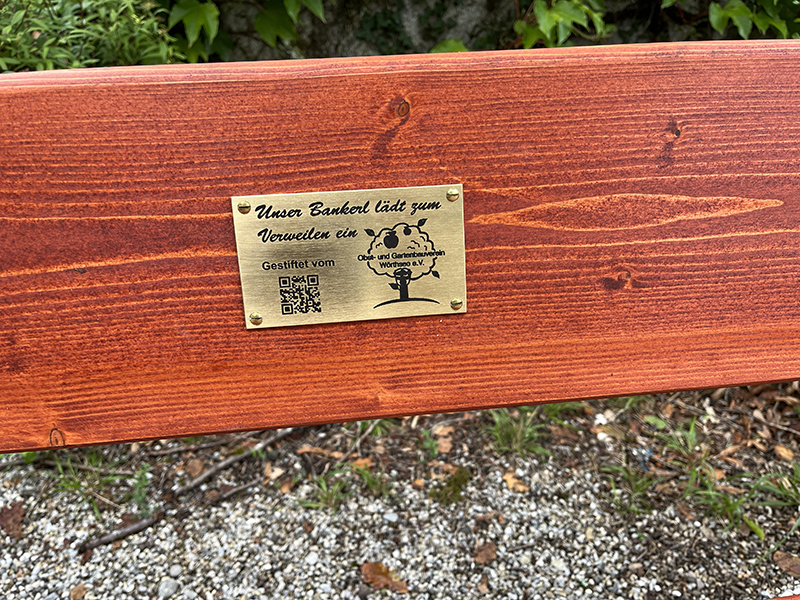 Unser Bankerl lädt zum
Verweilen ein
Gestiftet vom
Obst- und Gartenbauverein
Wörthsee e.V.